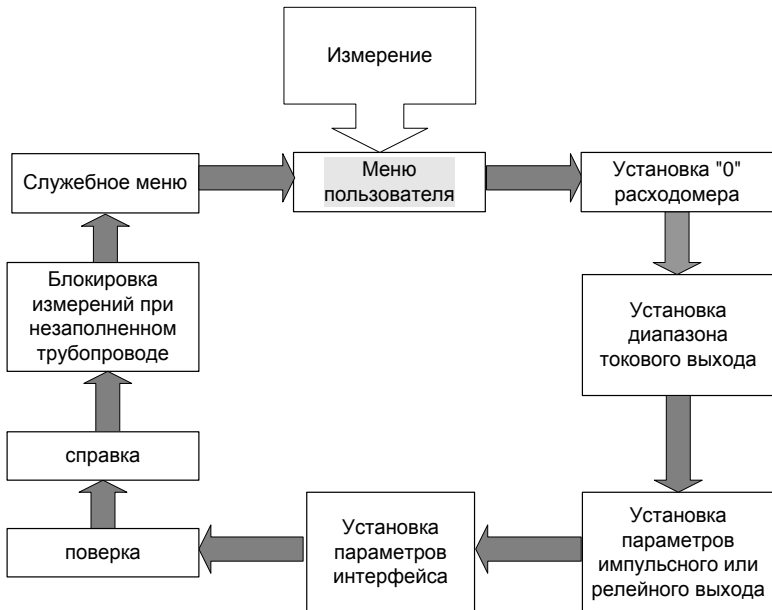 Измерение
Служебное меню
Меню
пользователя
Установка "0"
расходомера
Блокировка
измерений при
незаполненном
трубопроводе
Установка
диапазона
токового выхода
справка
поверка
Установка
параметров
интерфейса
Установка
параметров
импульсного или
релейного выхода